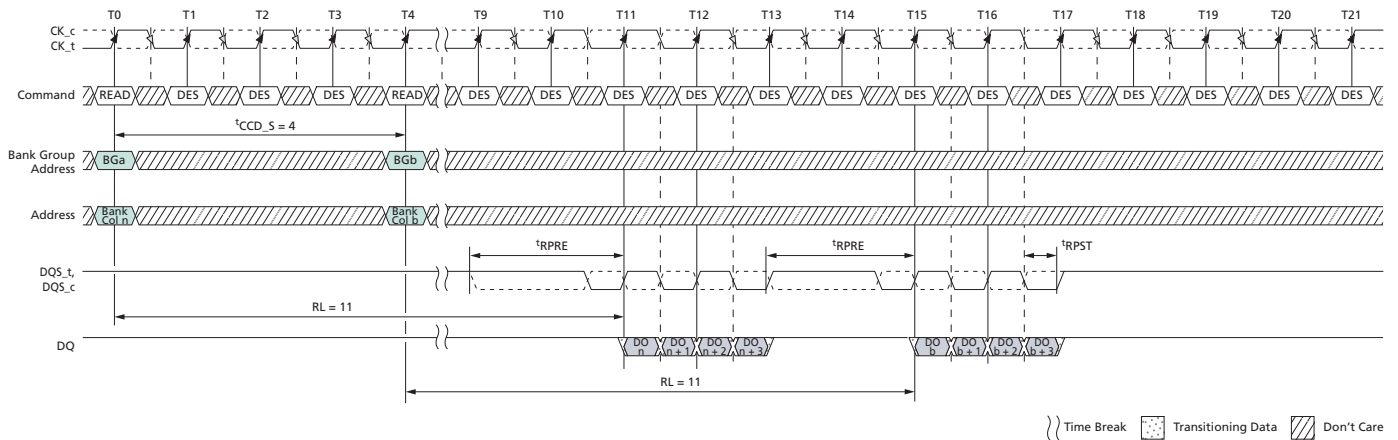 T0 T1 T2 T3 T4 T9 T10 T11 T12 T13 T14 T15 T16 T17 T18 T19 T20 T21
CK_c
CK_t
Command READ DES DES DES READ DES DES DES DES DES DES DES DES DES DES DES DES DES
tCCD_S = 4
Bank Group
Address
BGa BGb
Address
Bank
Col n
Bank
Col b
tRPRE tRPRE tRPST
DQS_t,
DQS_c
RL = 11
DQ
DO
n
DO
n + 1
DO
n + 2
DO
n + 3
DO
b
DO
b + 1
DO
b + 2
DO
b + 3
RL = 11
Time Break Transitioning Data Don't Care